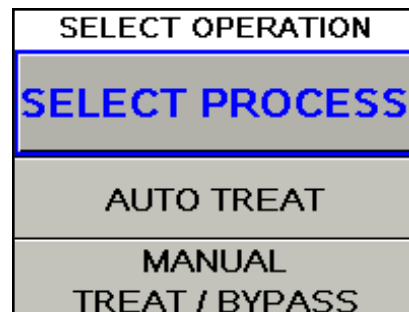 SELECT OPERATION
SELECT PROCESS
AUTO TREAT
MANUAL
TREAT / BYPASS